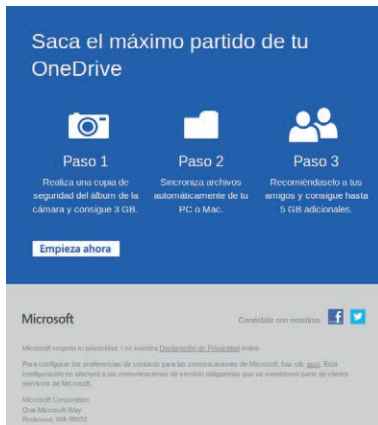 Saca el máximo partido de tu
OneDrive
Paso 1
Realiza una copia de
seguridad del álbum de la
cámara y consigue 3 GB.
Paso 2
Sincroniza archivos
automáticamente de tu
PC o Mac.
Paso 3
Recomiéndaselo a tus
amigos y consigue hasta
5 GB adicionales.
Empieza ahora
Microsoft
Conéctate con nosotros.
Microsoft respeta tu privacidad. Lee nuestra Declaración de Privacidad online.
Para configurar tus preferencias de contacto para las comunicaciones de Microsoft, haz clic aquí. Esta
configuración no afectará a las comunicaciones de servicio obligatorias que se consideren parte de ciertos
servicios de Microsoft.
Microsoft Corporation
One Microsoft Way
Redmond, WA 98052